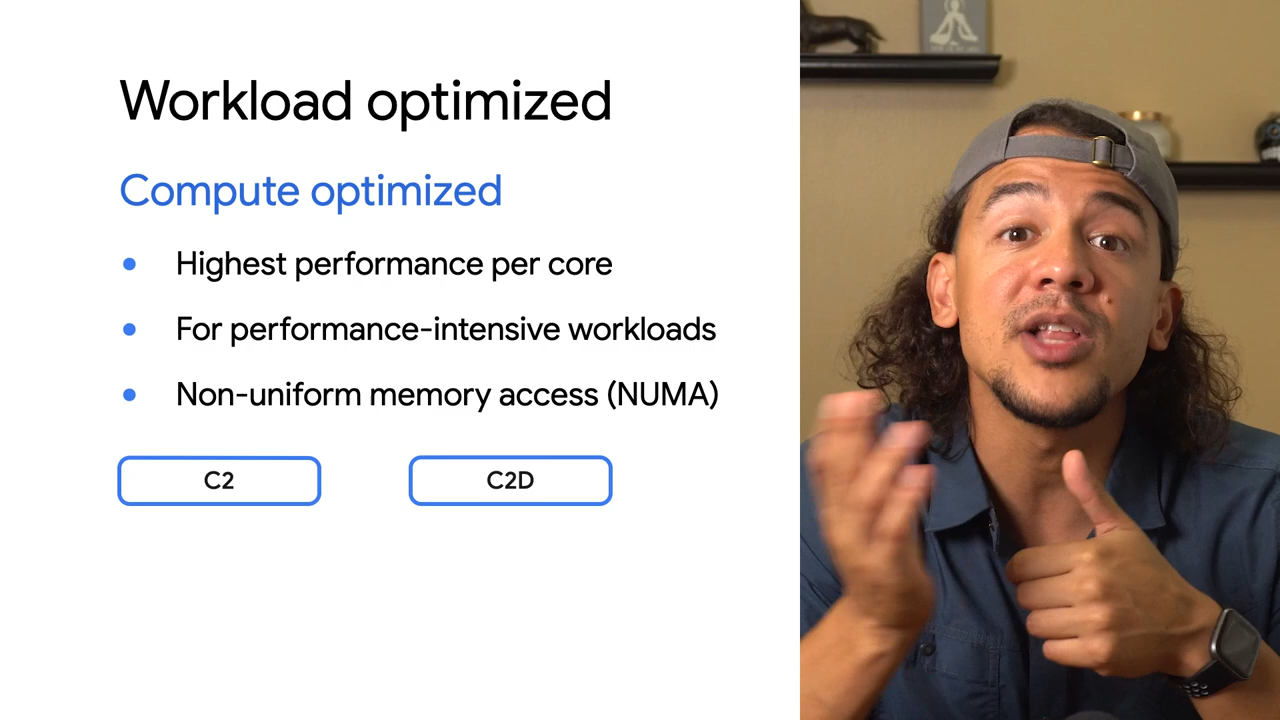 Workload optimized
Compute optimized
Highest performance per core
For performance-intensive workloads
Non-uniform memory access (NUMA)
C2
C2D